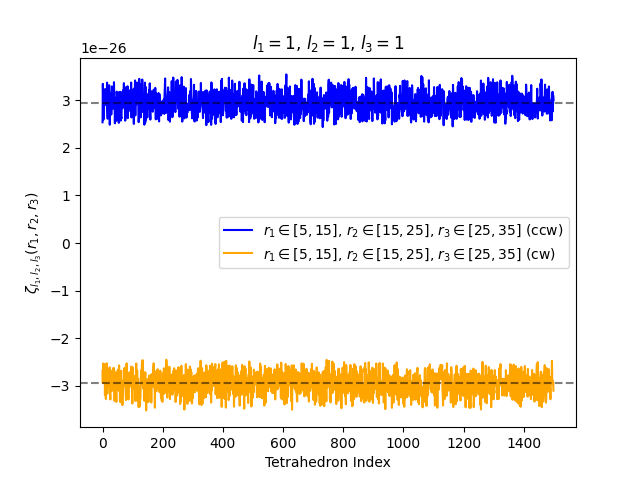 l₁ = 1, l₂ = 1, l₃ = 1
1e−26
3
2
1
0
−1
−2
−3
ζ_{l₁, l₂, l₃}(r₁, r₂, r₃)
r₁ ∈ [5, 15], r₂ ∈ [15, 25], r₃ ∈ [25, 35] (ccw)
r₁ ∈ [5, 15], r₂ ∈ [15, 25], r₃ ∈ [25, 35] (cw)
0 200 400 600 800 1000 1200 1400
Tetrahedron Index